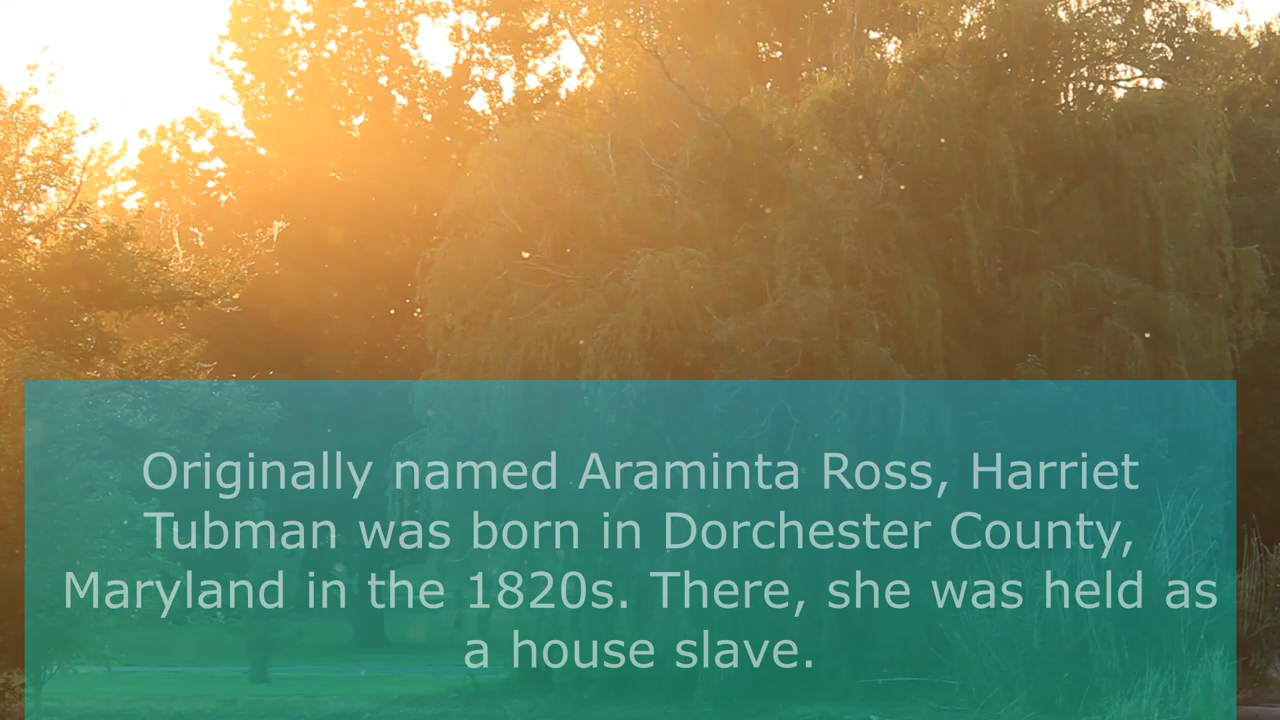 Originally named Araminta Ross, Harriet
Tubman was born in Dorchester County,
Maryland in the 1820s. There, she was held as
a house slave.